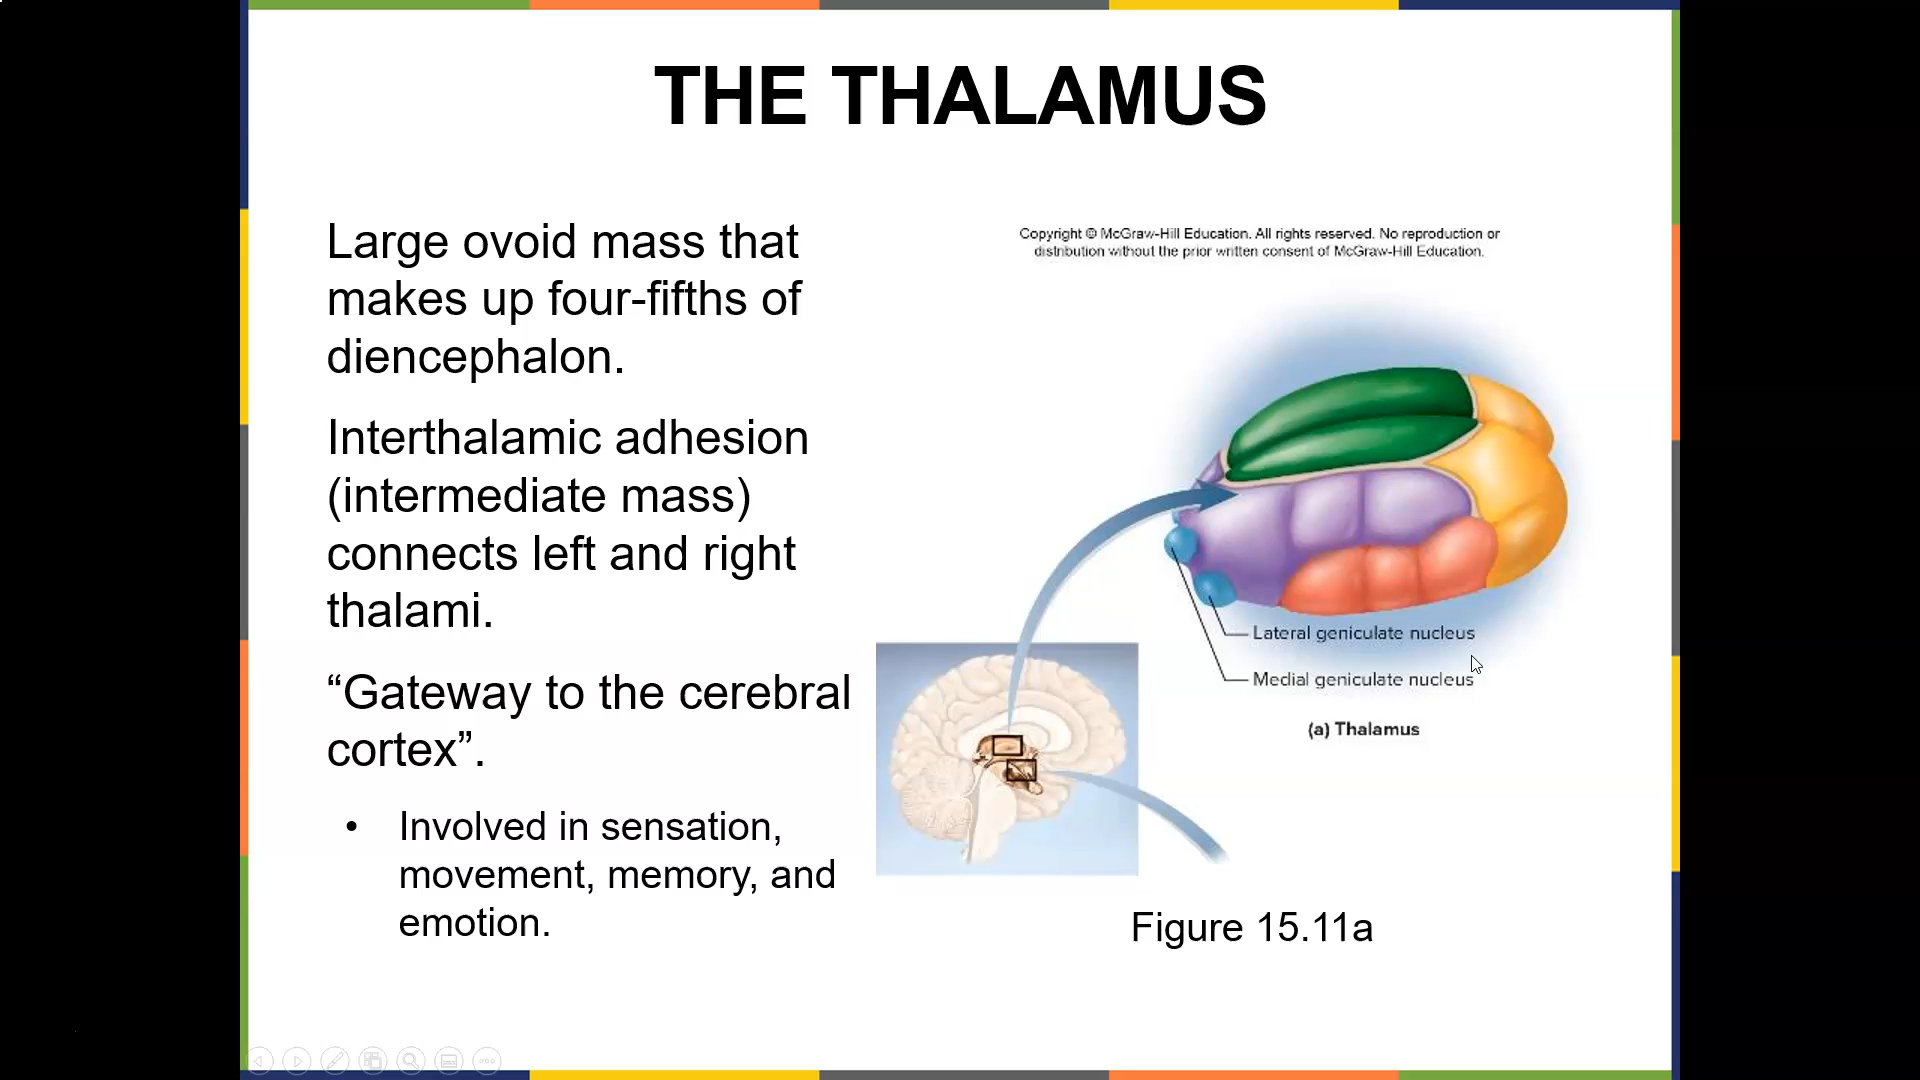 THE THALAMUS
Large ovoid mass that
makes up four-fifths of
diencephalon.
Interthalamic adhesion
(intermediate mass)
connects left and right
thalami.
“Gateway to the cerebral
cortex”.
• Involved in sensation,
movement, memory, and
emotion.
Copyright © McGraw-Hill Education. All rights reserved. No reproduction or
distribution without the prior written consent of McGraw-Hill Education.
Lateral geniculate nucleus
Medial geniculate nucleus
(a) Thalamus
Figure 15.11a